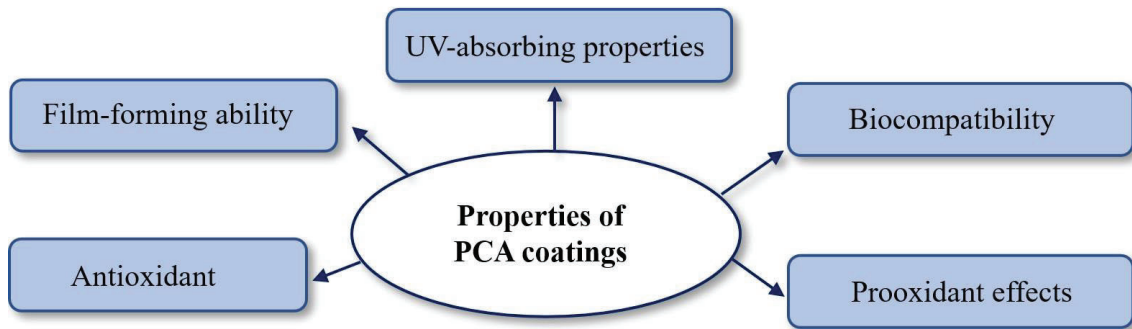 UV-absorbing properties
Film-forming ability
Biocompatibility
Properties of
PCA coatings
Antioxidant
Prooxidant effects